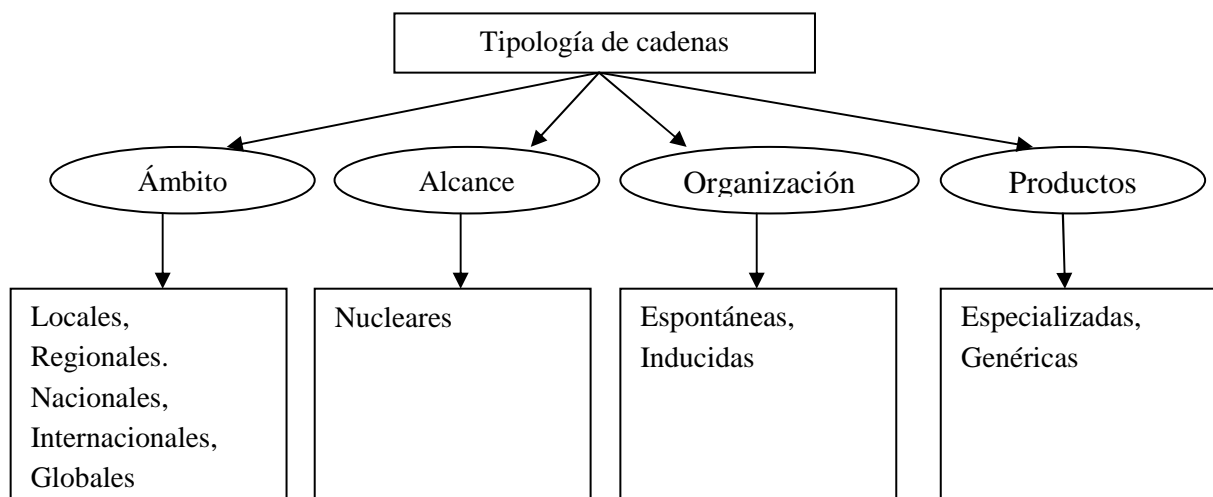 Tipología de cadenas
Ámbito
Alcance
Organización
Productos
Locales,
Regionales.
Nacionales,
Internacionales,
Globales
Nucleares
Espontáneas,
Inducidas
Especializadas,
Genéricas